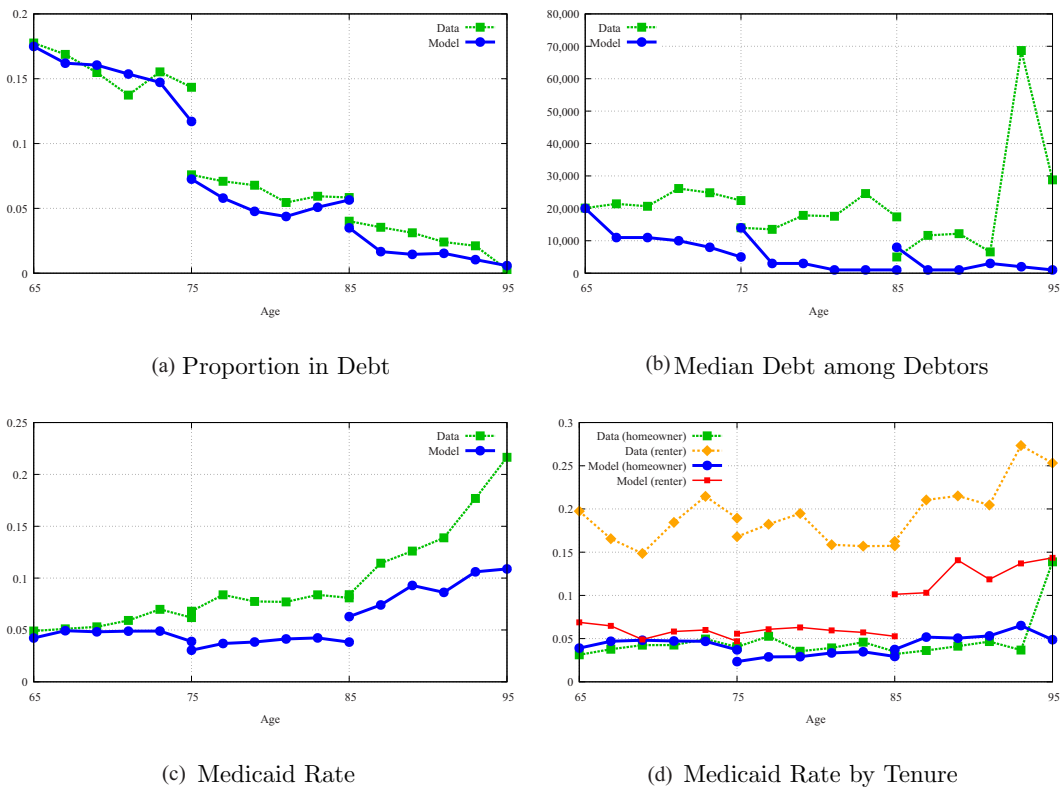 0.2
0.15
0.1
0.05
0
Data
Model
65 75 85 95
Age
(a) Proportion in Debt
80,000
70,000
60,000
50,000
40,000
30,000
20,000
10,000
0
Data
Model
65 75 85 95
Age
(b) Median Debt among Debtors
0.25
0.2
0.15
0.1
0.05
0
Data
Model
65 75 85 95
Age
(c) Medicaid Rate
0.3
0.25
0.2
0.15
0.1
0.05
0
Data (homeowner)
Data (renter)
Model (homeowner)
Model (renter)
65 75 85 95
Age
(d) Medicaid Rate by Tenure